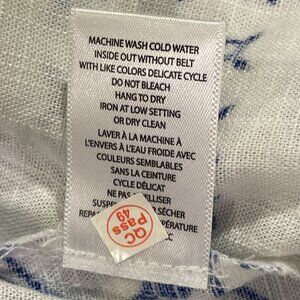 MACHINE WASH COLD WATER
INSIDE OUT WITHOUT BELT
WITH LIKE COLORS DELICATE CYCLE
DO NOT BLEACH
HANG TO DRY
IRON AT LOW SETTING
OR DRY CLEAN
LAVER À LA MACHINE À
L'ENVERS À L'EAU FROIDE AVEC
COULEURS SEMBLABLES
SANS LA CEINTURE
CYCLE DÉLICAT
NE PAS
SÉCHER
QC
Pass
49